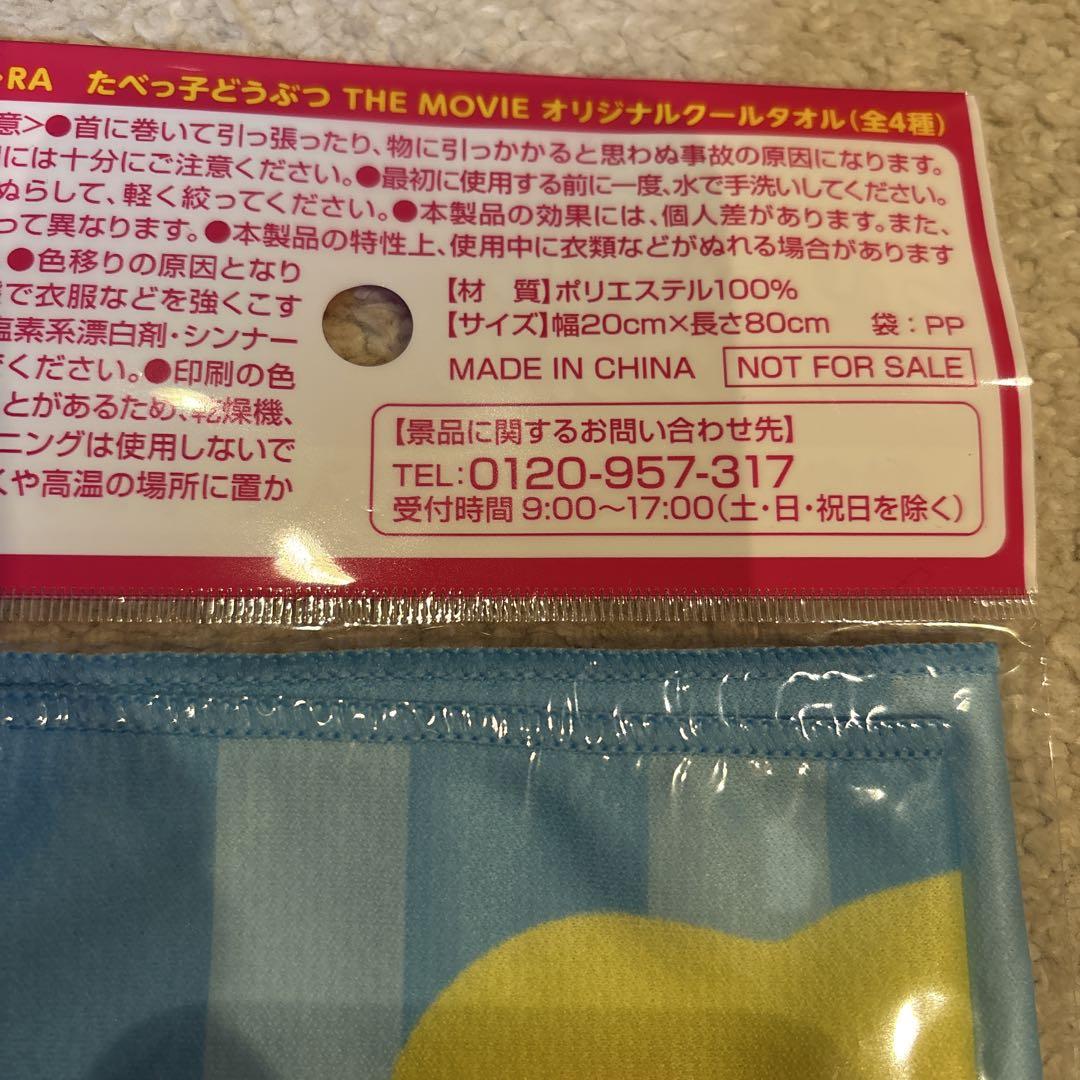 RA たべっ子どうぶつ THE MOVIE オリジナルクールタオル(全4種)
意>●首に巻いて引っ張ったり、物に引っかかると思わぬ事故の原因になります。
には十分にご注意ください。●最初に使用する前に一度、水で手洗いしてください。
ぬらして、軽く絞ってください。●本製品の効果には、個人差があります。また、
って異なります。●本製品の特性上、使用中に衣類などがぬれる場合があります
●色移りの原因となり
で衣服などを強くこす
塩素系漂白剤・シンナー
ください。●印刷の色
とがあるため、乾燥機、
ニングは使用しないで
や高温の場所に置か
【材 質】ポリエステル100%
【サイズ】幅20cm×長さ80cm 袋:PP
MADE IN CHINA NOT FOR SALE
【景品に関するお問い合わせ先】
TEL:0120-957-317
受付時間 9:00〜17:00(土・日・祝日を除く)